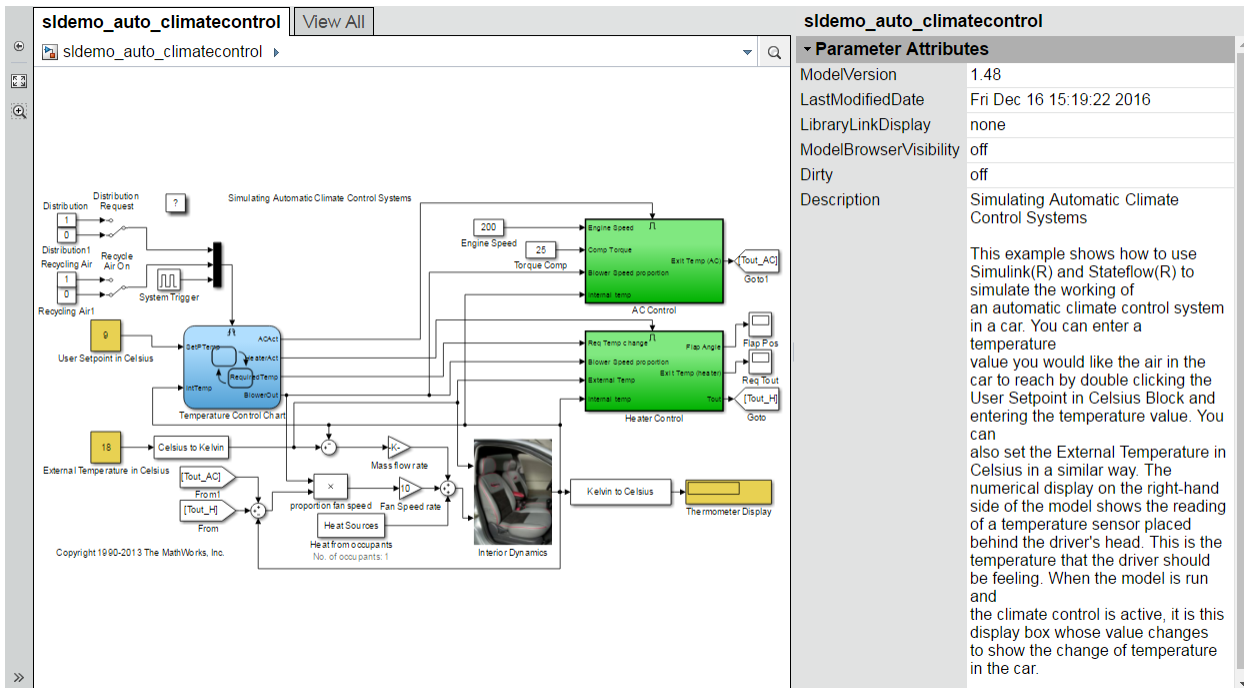 sldemo_auto_climatecontrol
View All
sldemo_auto_climatecontrol
Distribution
Distribution
Request
?
Simulating Automatic Climate Control Systems
1
0
Distribution1
Recycling Air
Recycle
Air On
1
0
Recycling Air1
System Trigger
200
Engine Speed
25
Torque Comp
Engine Speed
Comp Torque
Blower Speed proportion
Internal temp
Exit Temp (AC)
AC Control
[Tout_AC]
Goto1
9
User Setpoint in Celsius
SetPTemp
IntTemp
ACAct
HeaterAct
RequiredTemp
BlowerOut
Temperature Control Chart
Req Temp change
Blower Speed proportion
External Temp
Internal temp
Flap Angle
Exit Temp (heater)
Tout
Heater Control
Flap Pos
Req Tout
[Tout_H]
Goto
18
External Temperature in Celsius
Celsius to Kelvin
-K-
Mass flow rate
[Tout_AC]
From1
[Tout_H]
From
×
proportion fan speed
10
Fan Speed rate
Heat Sources
Heat from occupants
No. of occupants: 1
Interior Dynamics
Kelvin to Celsius
Thermometer Display
Copyright 1990-2013 The MathWorks, Inc.
sldemo_auto_climatecontrol
Parameter Attributes
ModelVersion 1.48
LastModifiedDate Fri Dec 16 15:19:22 2016
LibraryLinkDisplay none
ModelBrowserVisibility off
Dirty off
Description Simulating Automatic Climate
Control Systems
This example shows how to use
Simulink(R) and Stateflow(R) to
simulate the working of
an automatic climate control system
in a car. You can enter a
temperature
value you would like the air in the
car to reach by double clicking the
User Setpoint in Celsius Block and
entering the temperature value. You
can
also set the External Temperature in
Celsius in a similar way. The
numerical display on the right-hand
side of the model shows the reading
of a temperature sensor placed
behind the driver's head. This is the
temperature that the driver should
be feeling. When the model is run
and
the climate control is active, it is this
display box whose value changes
to show the change of temperature
in the car.